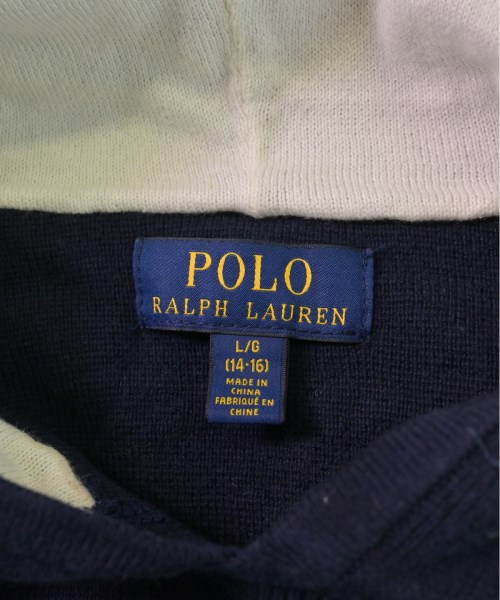 POLO
RALPH LAUREN
L/G
(14-16)
MADE IN
CHINA
FABRIQUÉ EN
CHINE